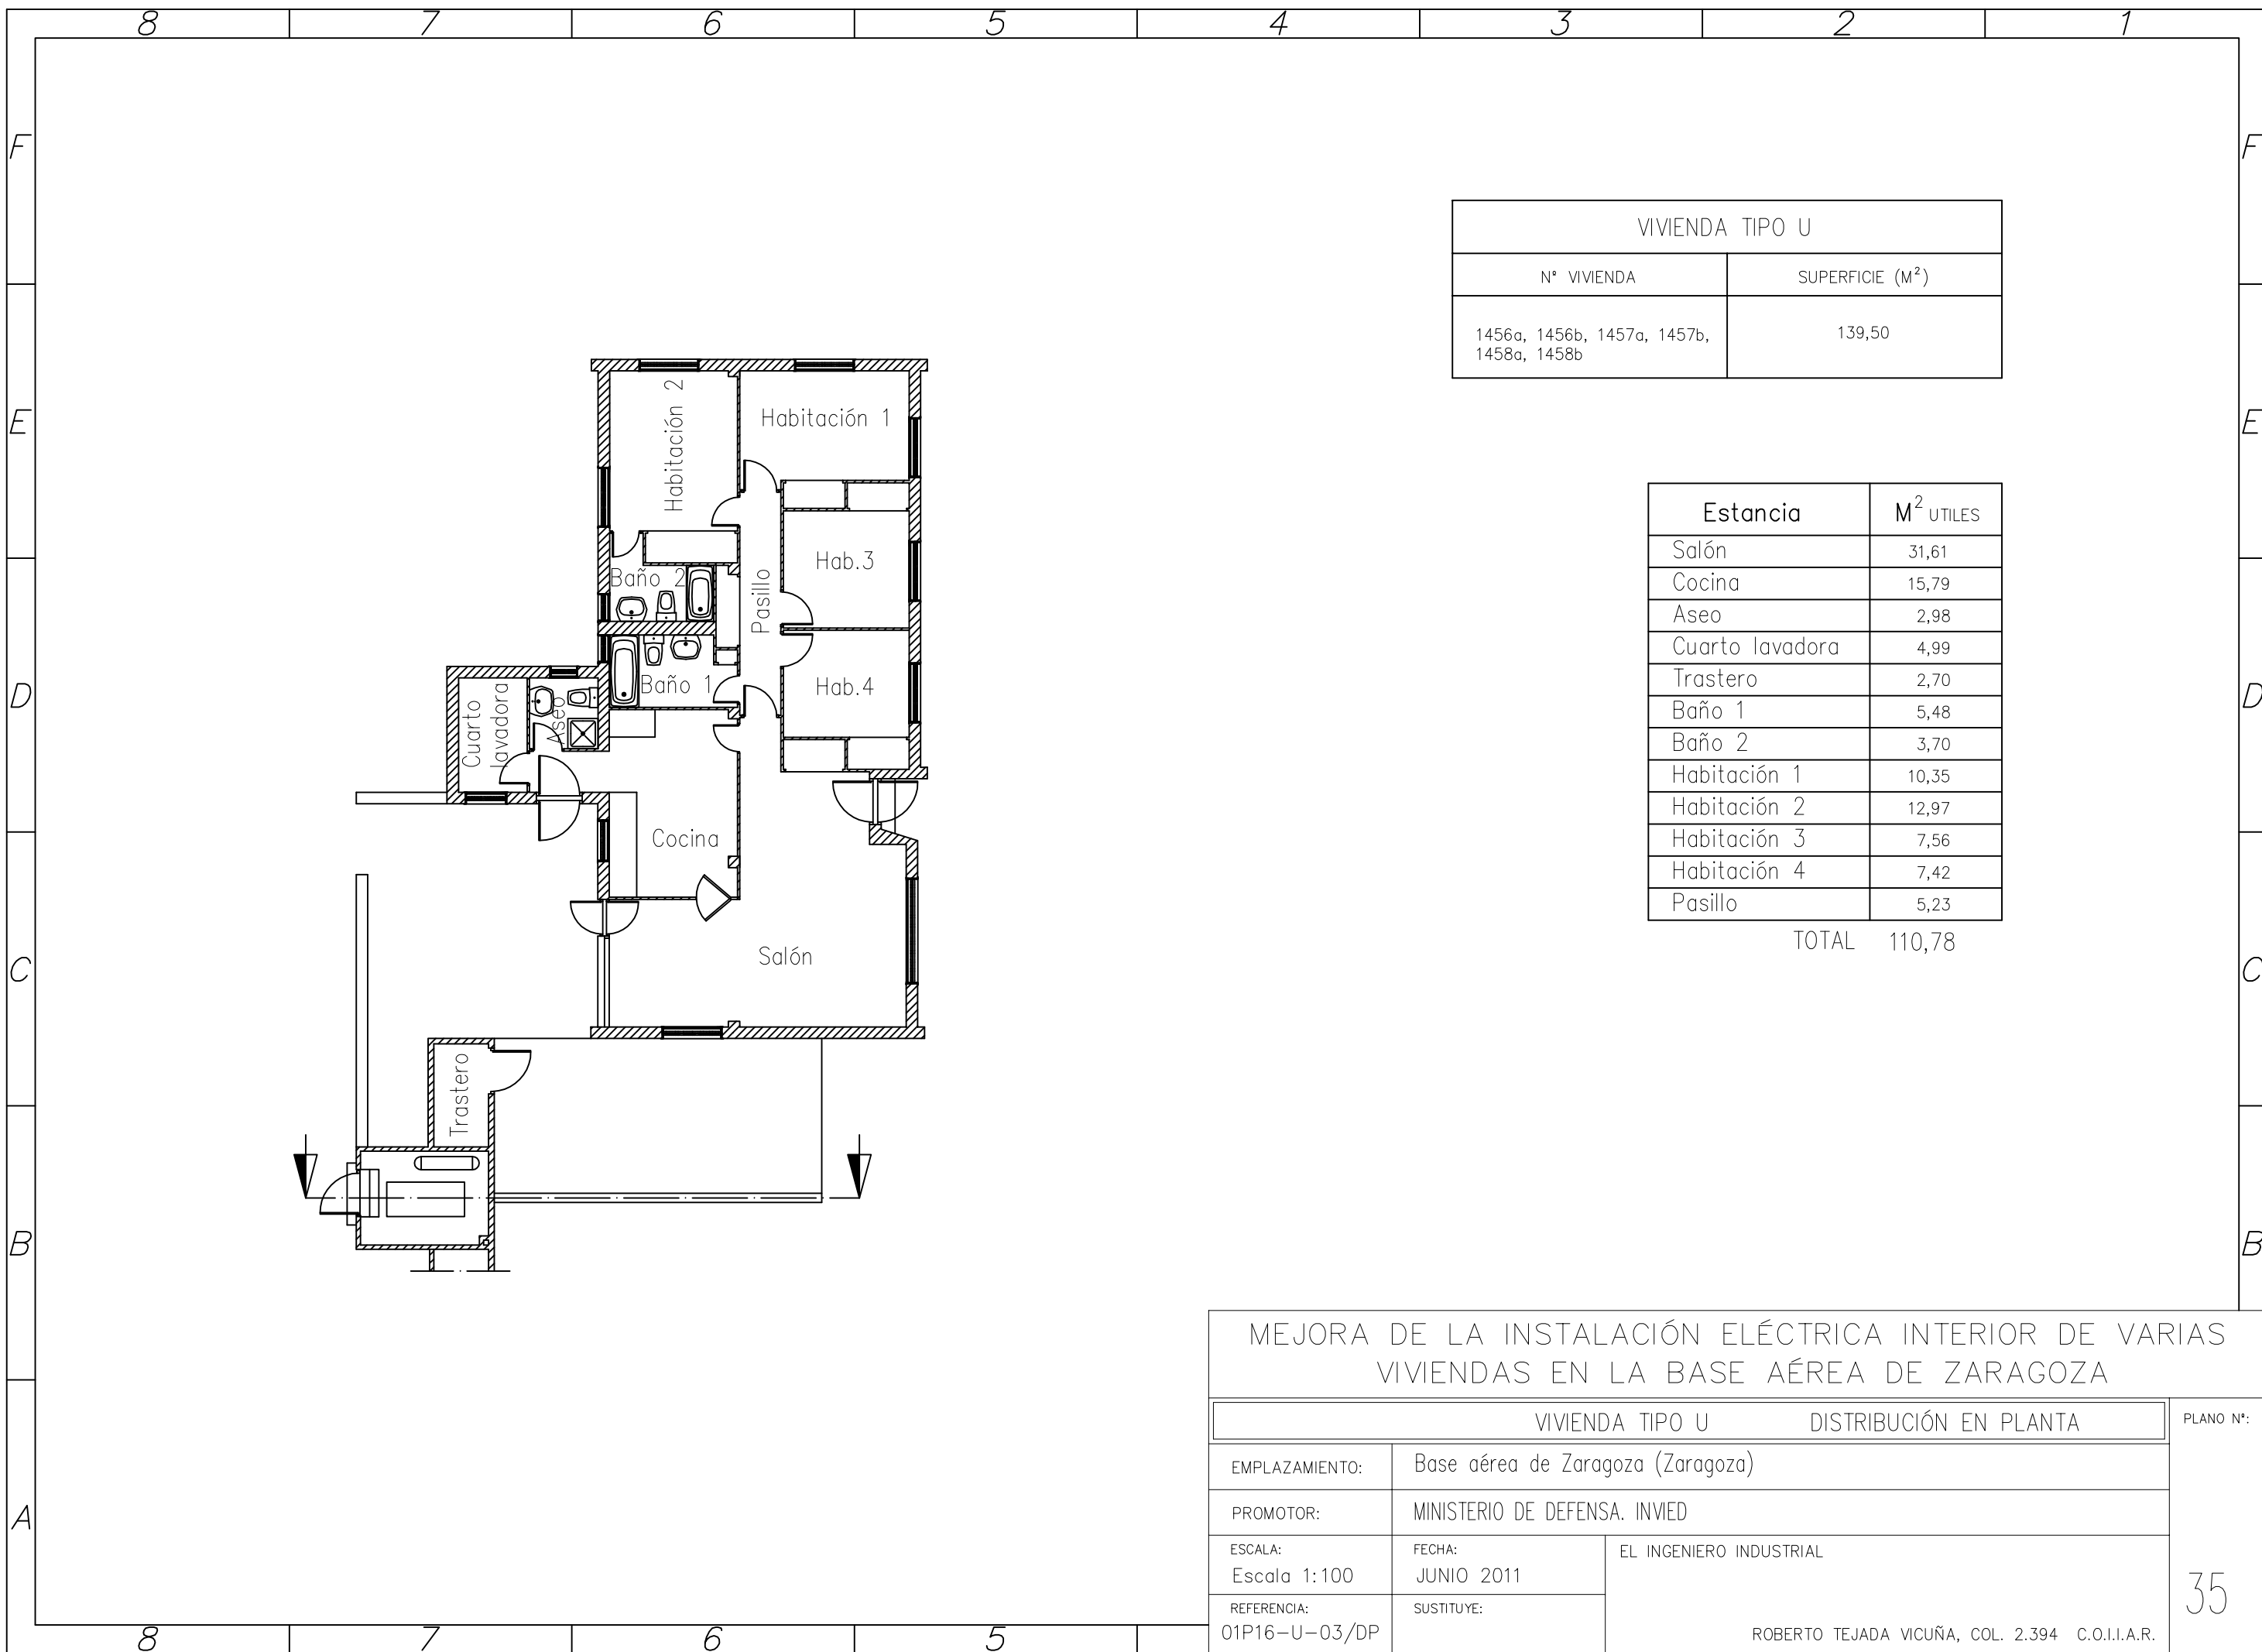 8 7 6 5 4 3 2 1
F F
E E
D D
C C
B B
A
VIVIENDA TIPO U
Nº VIVIENDA SUPERFICIE (M²)
1456a, 1456b, 1457a, 1457b, 139,50
1458a, 1458b
Estancia M² UTILES
Salón 31,61
Cocina 15,79
Aseo 2,98
Cuarto lavadora 4,99
Trastero 2,70
Baño 1 5,48
Baño 2 3,70
Habitación 1 10,35
Habitación 2 12,97
Habitación 3 7,56
Habitación 4 7,42
Pasillo 5,23
TOTAL 110,78
Habitación 2
Habitación 1
Hab.3
Baño 2
Pasillo
Baño 1
Hab.4
Cuarto
lavadora
Aseo
Cocina
Salón
Trastero
MEJORA DE LA INSTALACIÓN ELÉCTRICA INTERIOR DE VARIAS
VIVIENDAS EN LA BASE AÉREA DE ZARAGOZA
VIVIENDA TIPO U DISTRIBUCIÓN EN PLANTA
PLANO Nº:
EMPLAZAMIENTO: Base aérea de Zaragoza (Zaragoza)
PROMOTOR: MINISTERIO DE DEFENSA. INVIED
ESCALA: FECHA: EL INGENIERO INDUSTRIAL
Escala 1:100 JUNIO 2011
35
REFERENCIA: SUSTITUYE:
01P16-U-03/DP
ROBERTO TEJADA VICUÑA, COL. 2.394 C.O.I.I.A.R.
8 7 6 5